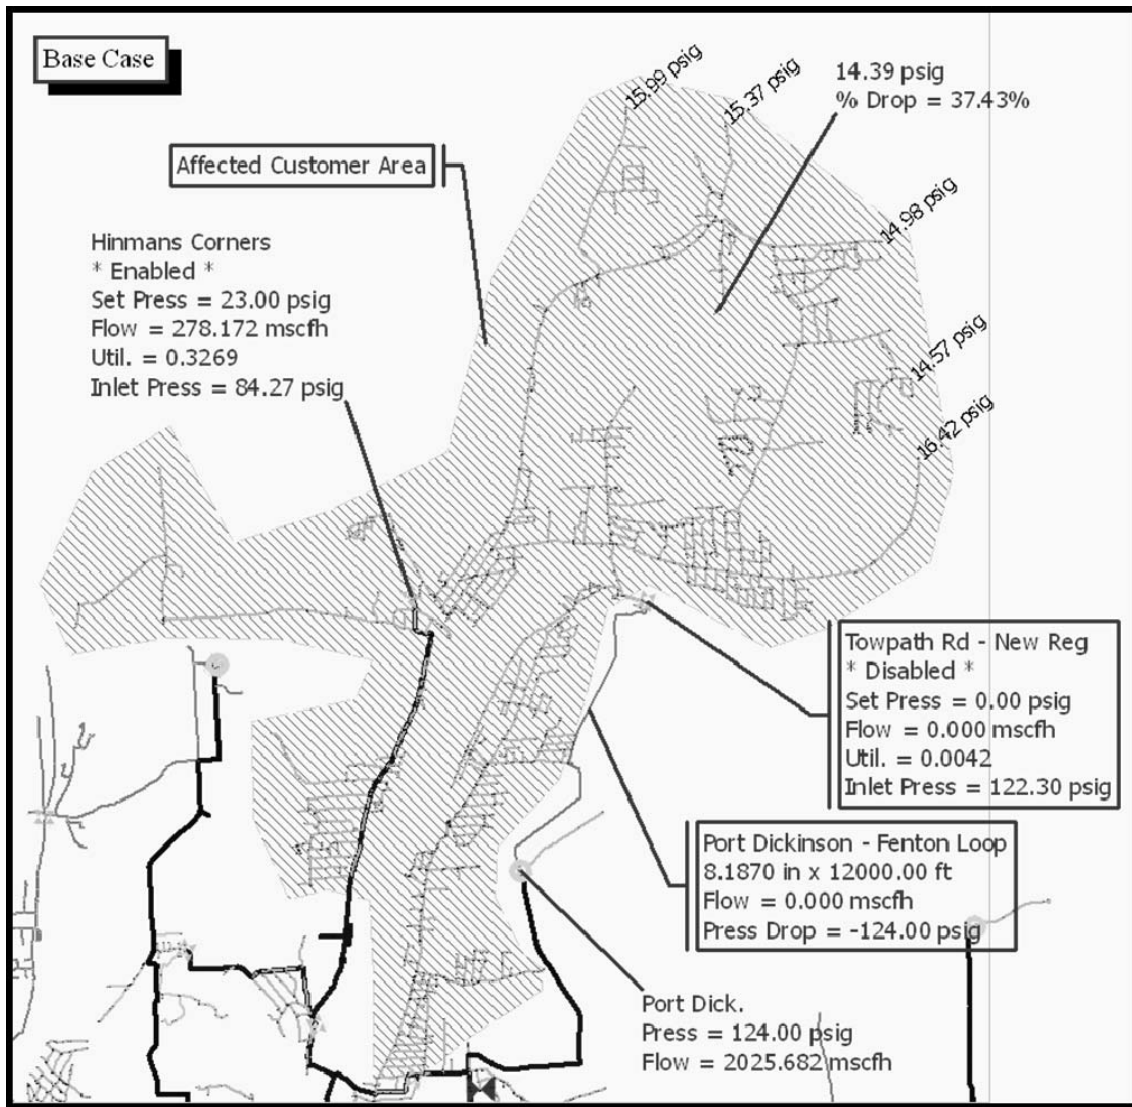 Base Case
15.99 psig
15.37 psig
14.39 psig
% Drop = 37.43%
Affected Customer Area
14.98 psig
Hinmans Corners
* Enabled *
Set Press = 23.00 psig
Flow = 278.172 mscfh
Util. = 0.3269
Inlet Press = 84.27 psig
14.57 psig
16.42 psig
Towpath Rd - New Reg
* Disabled *
Set Press = 0.00 psig
Flow = 0.000 mscfh
Util. = 0.0042
Inlet Press = 122.30 psig
Port Dickinson - Fenton Loop
8.1870 in x 12000.00 ft
Flow = 0.000 mscfh
Press Drop = -124.00 psig
Port Dick.
Press = 124.00 psig
Flow = 2025.682 mscfh